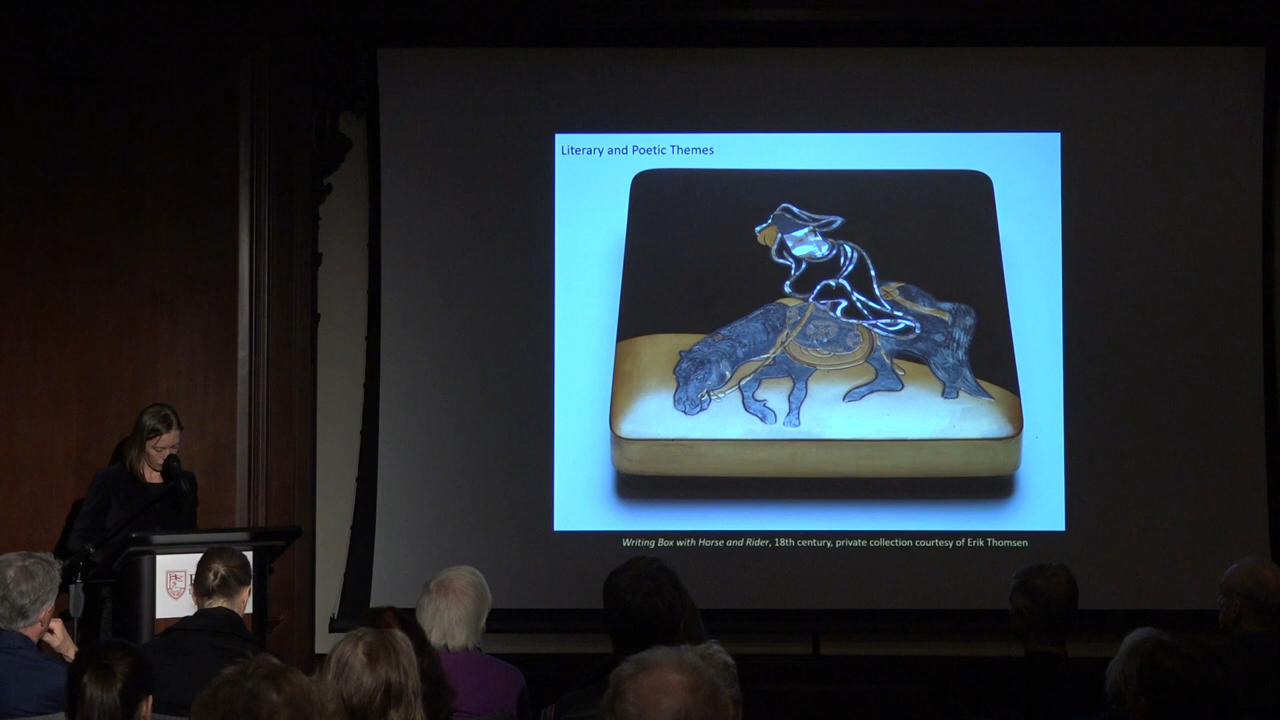 Literary and Poetic Themes
Writing Box with Horse and Rider, 18th century, private collection courtesy of Erik Thomsen